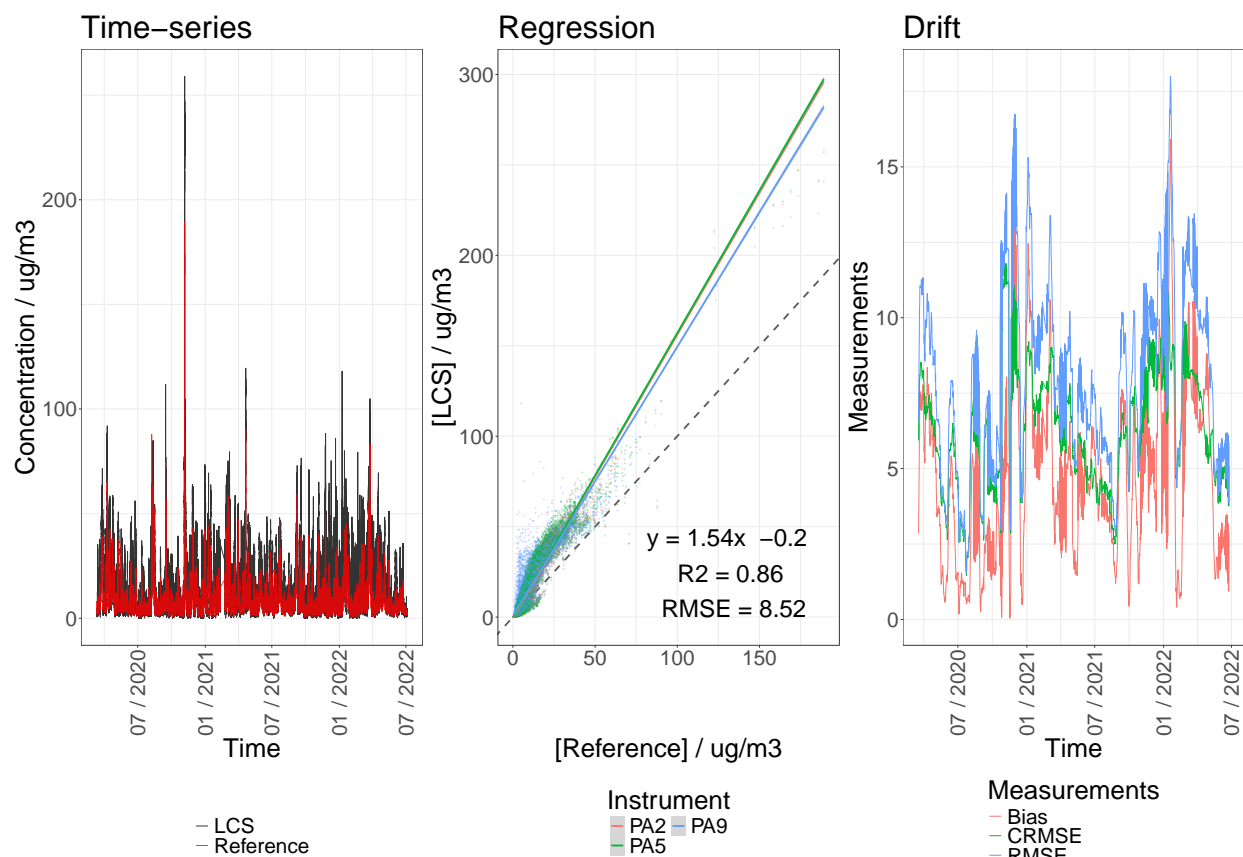 Time−series
Concentration / ug/m3
200
100
0
07 / 2020
01 / 2021
07 / 2021
01 / 2022
07 / 2022
Time
LCS
Reference
Regression
[LCS] / ug/m3
300
200
100
0
y = 1.54x −0.2
R2 = 0.86
RMSE = 8.52
0 50 100 150
[Reference] / ug/m3
Instrument
PA2 PA9
PA5
Drift
Measurements
15
10
5
0
07 / 2020
01 / 2021
07 / 2021
01 / 2022
07 / 2022
Time
Measurements
Bias
CRMSE
RMSE